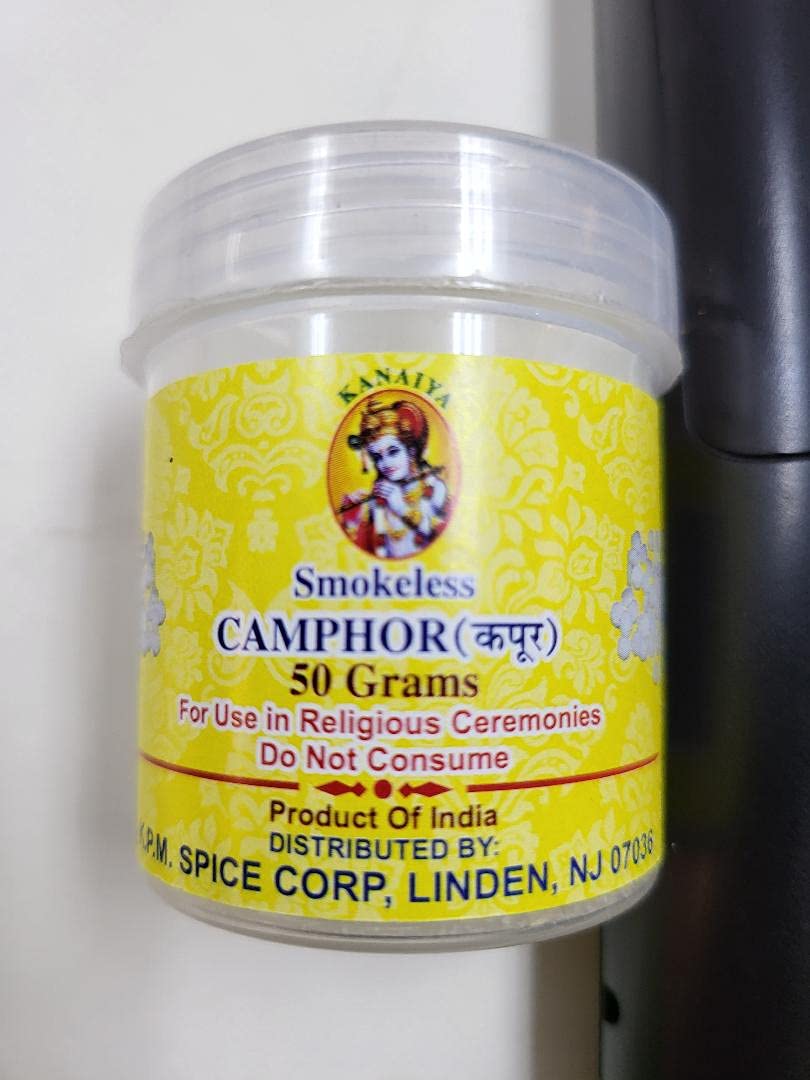 KANAIYA
Smokeless
CAMPHOR (कपूर)
50 Grams
For Use in Religious Ceremonies
Do Not Consume
Product Of India
DISTRIBUTED BY:
K.P.M. SPICE CORP, LINDEN, NJ 07036